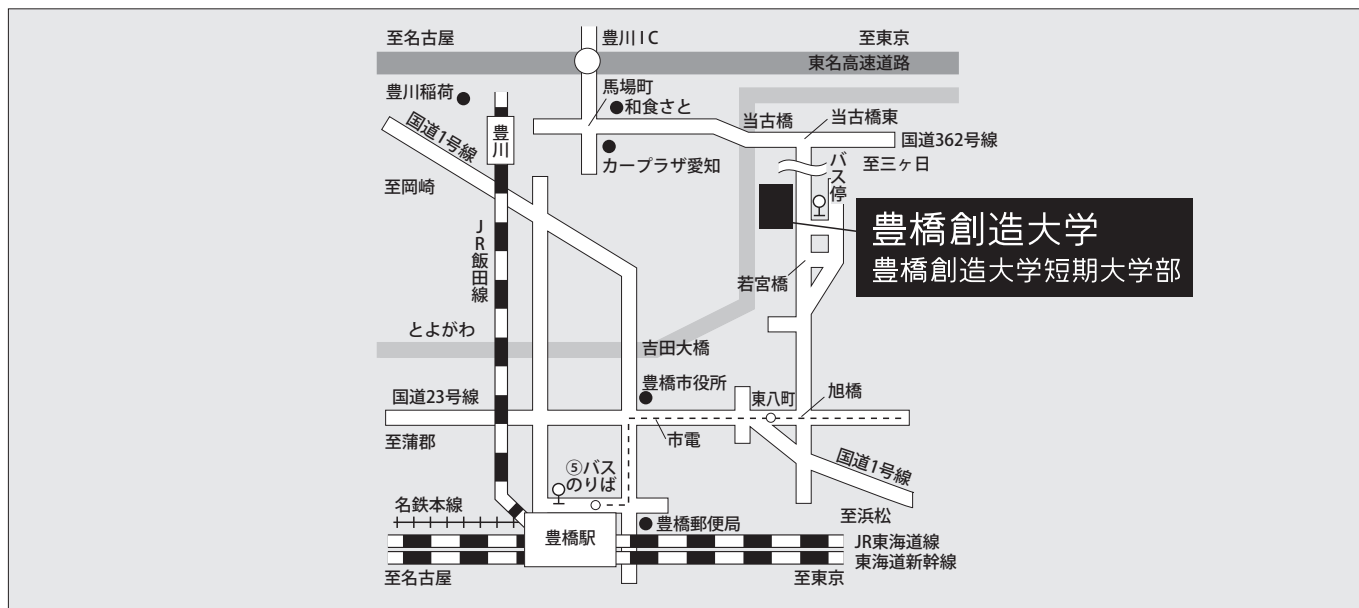 至名古屋
豊川IC
至東京
東名高速道路
豊川稲荷
馬場町
和食さと
国道1号線
豊川
当古橋
当古橋東
国道362号線
カープラザ愛知
バス停
至三ヶ日
至岡崎
JR飯田線
豊橋創造大学
豊橋創造大学短期大学部
若宮橋
とよがわ
吉田大橋
豊橋市役所
国道23号線
東八町
旭橋
至蒲郡
市電
⑤バス
のりば
国道1号線
名鉄本線
至浜松
豊橋郵便局
豊橋駅
JR東海道線
東海道新幹線
至名古屋
至東京